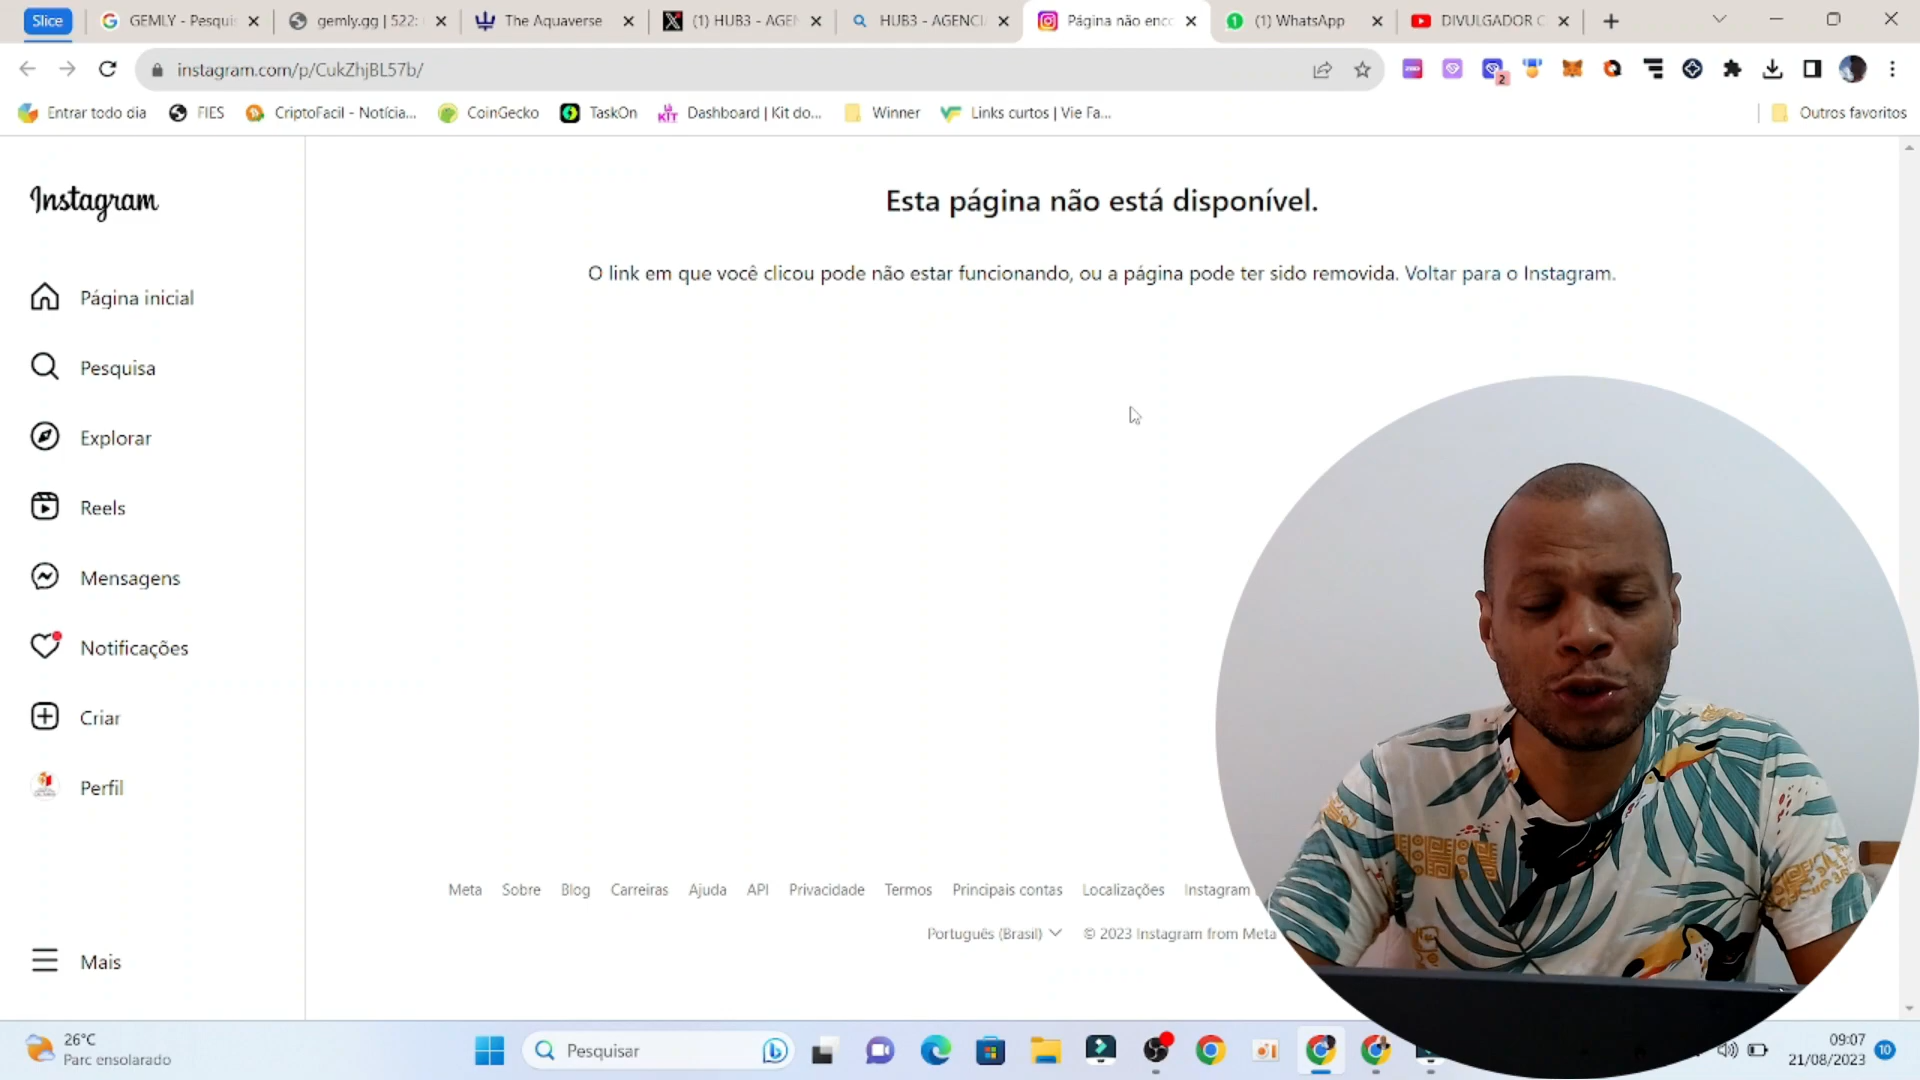 Slice
GEMLY - Pesqui
gemly.gg | 522:
The Aquaverse
(1) HUB3 - AGEN
HUB3 - AGENCI
Página não enc
(1) WhatsApp
DIVULGADOR C
instagram.com/p/CukZhjBL57b/
2
Entrar todo dia
FIES
CriptoFacil - Notícia...
CoinGecko
TaskOn
KIT
Dashboard | Kit do...
Winner
Links curtos | Vie Fa...
Outros favoritos
Instagram
Esta página não está disponível.
O link em que você clicou pode não estar funcionando, ou a página pode ter sido removida. Voltar para o Instagram.
Página inicial
Pesquisa
Explorar
Reels
Mensagens
Notificações
Criar
Perfil
Mais
Meta
Sobre
Blog
Carreiras
Ajuda
API
Privacidade
Termos
Principais contas
Localizações
Instagram
Português (Brasil)
© 2023 Instagram from Meta
26°C
Parc ensolarado
Pesquisar
09:07
21/08/2023
10